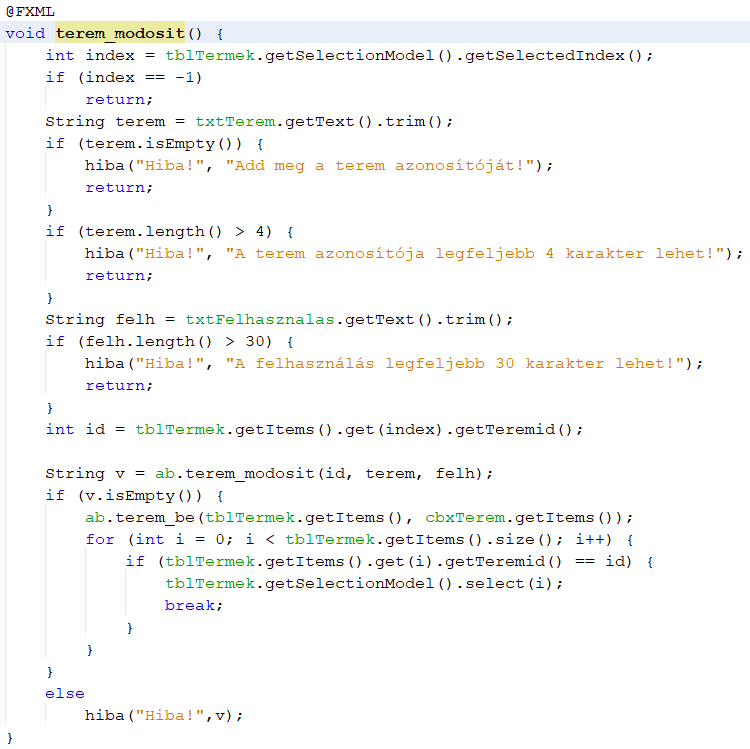 @FXML
void terem_modosit() {
    int index = tblTermek.getSelectionModel().getSelectedIndex();
    if (index == -1)
        return;
    String terem = txtTerem.getText().trim();
    if (terem.isEmpty()) {
        hiba("Hiba!", "Add meg a terem azonosítóját!");
        return;
    }
    if (terem.length() > 4) {
        hiba("Hiba!", "A terem azonosítója legfeljebb 4 karakter lehet!");
        return;
    }
    String felh = txtFelhasznalas.getText().trim();
    if (felh.length() > 30) {
        hiba("Hiba!", "A felhasználás legfeljebb 30 karakter lehet!");
        return;
    }
    int id = tblTermek.getItems().get(index).getTeremid();

    String v = ab.terem_modosit(id, terem, felh);
    if (v.isEmpty()) {
        ab.terem_be(tblTermek.getItems(), cbxTerem.getItems());
        for (int i = 0; i < tblTermek.getItems().size(); i++) {
            if (tblTermek.getItems().get(i).getTeremid() == id) {
                tblTermek.getSelectionModel().select(i);
                break;
            }
        }
    }
    else
        hiba("Hiba!",v);
}